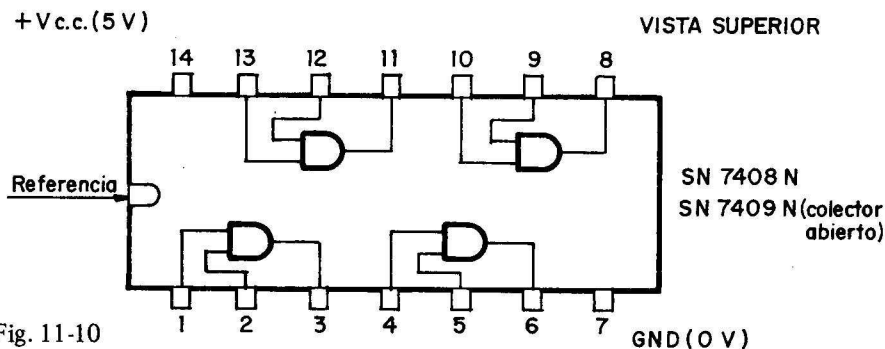 +Vc.c.(5V)
VISTA SUPERIOR
14 13 12 11 10 9 8
Referencia
SN 7408 N
SN 7409 N(colector
abierto)
1 2 3 4 5 6 7
Fig. 11-10
GND(0 V)